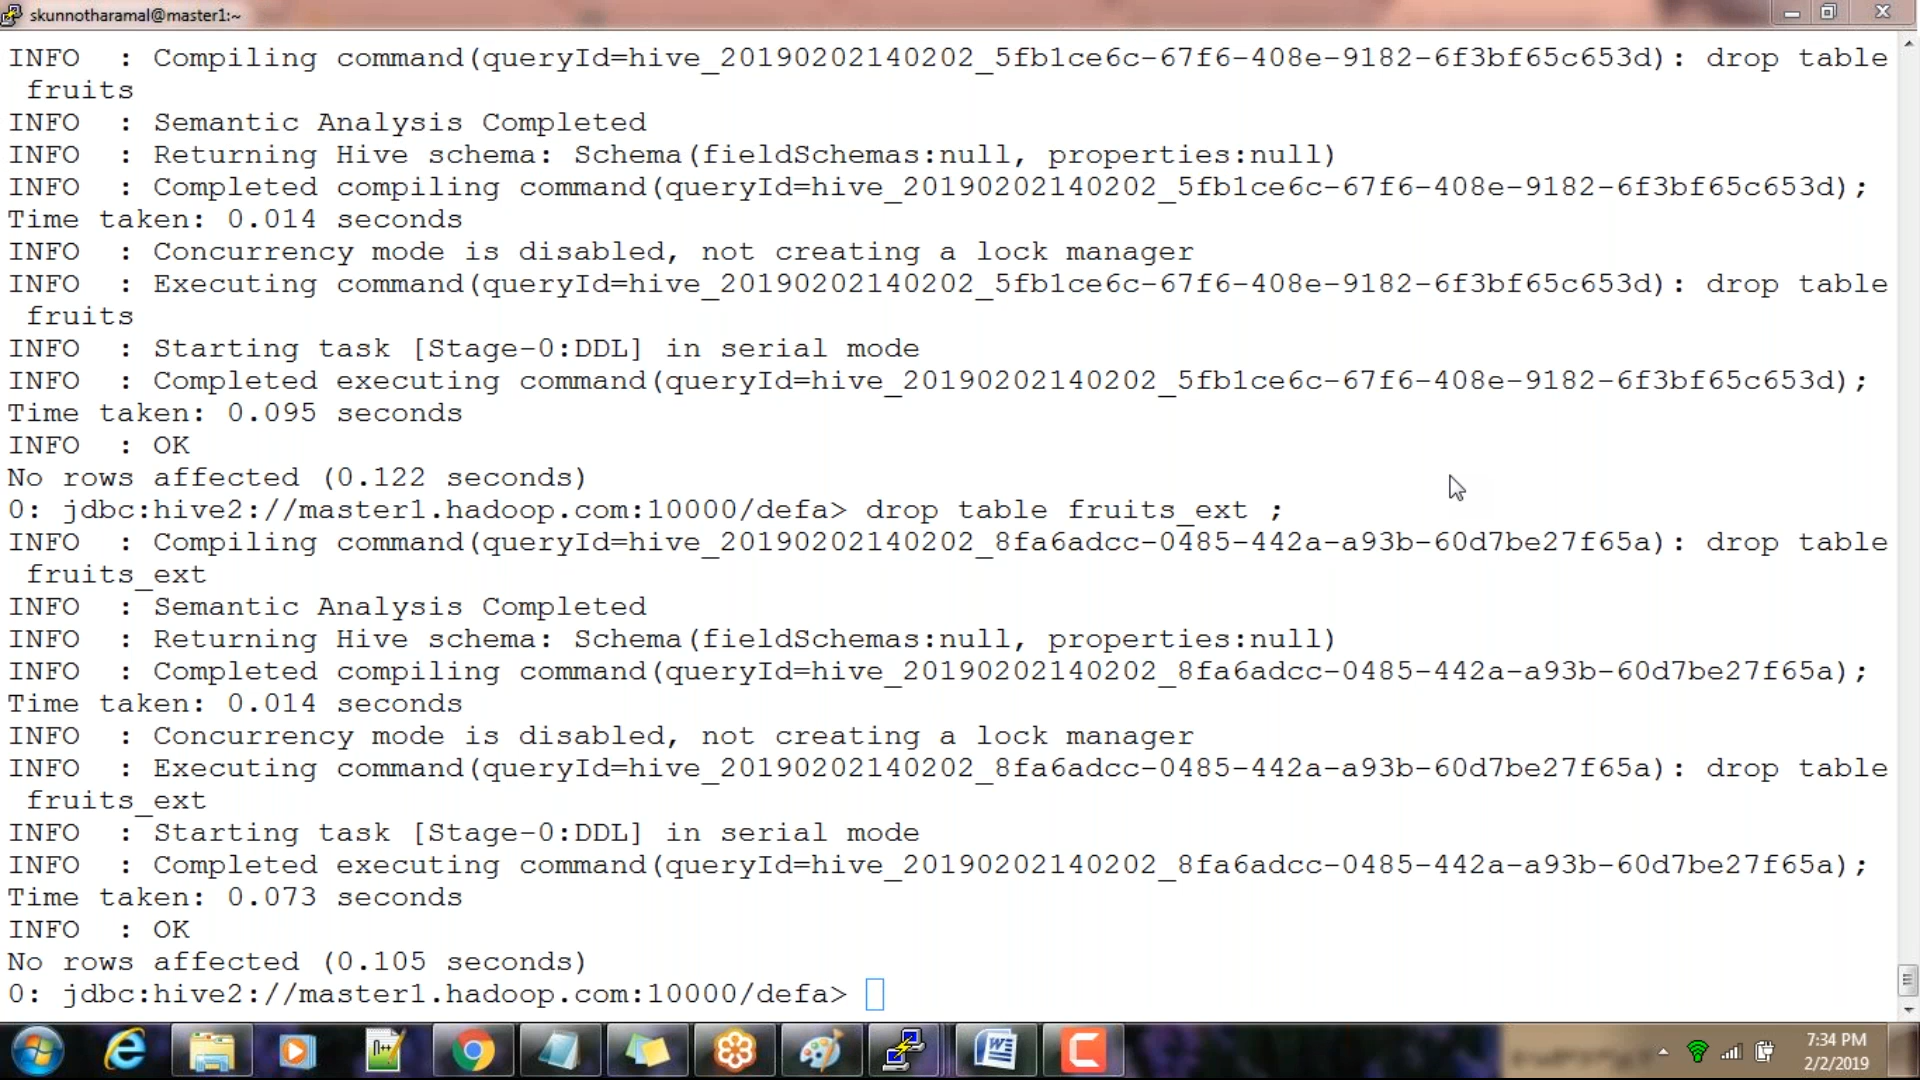 skunnotharamal@master1:~
INFO  : Compiling command(queryId=hive_20190202140202_5fb1ce6c-67f6-408e-9182-6f3bf65c653d): drop table
 fruits
INFO  : Semantic Analysis Completed
INFO  : Returning Hive schema: Schema(fieldSchemas:null, properties:null)
INFO  : Completed compiling command(queryId=hive_20190202140202_5fb1ce6c-67f6-408e-9182-6f3bf65c653d);
Time taken: 0.014 seconds
INFO  : Concurrency mode is disabled, not creating a lock manager
INFO  : Executing command(queryId=hive_20190202140202_5fb1ce6c-67f6-408e-9182-6f3bf65c653d): drop table
 fruits
INFO  : Starting task [Stage-0:DDL] in serial mode
INFO  : Completed executing command(queryId=hive_20190202140202_5fb1ce6c-67f6-408e-9182-6f3bf65c653d);
Time taken: 0.095 seconds
INFO  : OK
No rows affected (0.122 seconds)
0: jdbc:hive2://master1.hadoop.com:10000/defa> drop table fruits_ext ;
INFO  : Compiling command(queryId=hive_20190202140202_8fa6adcc-0485-442a-a93b-60d7be27f65a): drop table
 fruits_ext
INFO  : Semantic Analysis Completed
INFO  : Returning Hive schema: Schema(fieldSchemas:null, properties:null)
INFO  : Completed compiling command(queryId=hive_20190202140202_8fa6adcc-0485-442a-a93b-60d7be27f65a);
Time taken: 0.014 seconds
INFO  : Concurrency mode is disabled, not creating a lock manager
INFO  : Executing command(queryId=hive_20190202140202_8fa6adcc-0485-442a-a93b-60d7be27f65a): drop table
 fruits_ext
INFO  : Starting task [Stage-0:DDL] in serial mode
INFO  : Completed executing command(queryId=hive_20190202140202_8fa6adcc-0485-442a-a93b-60d7be27f65a);
Time taken: 0.073 seconds
INFO  : OK
No rows affected (0.105 seconds)
0: jdbc:hive2://master1.hadoop.com:10000/defa>
7:34 PM
2/2/2019